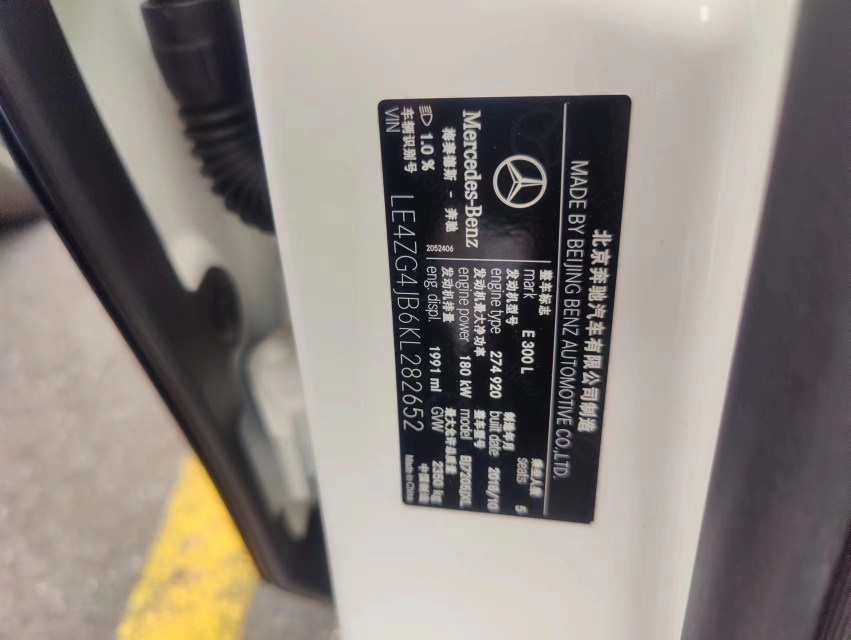 北京奔驰汽车有限公司制造
MADE BY BEIJING BENZ AUTOMOTIVE CO.,LTD.
整车标志
mark E 300 L
乘坐人数
seats 5
发动机型号
engine type 274 920
制造年月
built date 2018/10
Mercedes-Benz
发动机最大净功率
engine power 180 kW
整车型号
model
梅赛德斯 - 奔驰
2052406
发动机排量
eng. displ. 1991 ml
最大允许总质量
GVW 2350 kg
1.0 %
车辆识别号
VIN LE4ZG4JB6KL282652
中国制造
Made in China